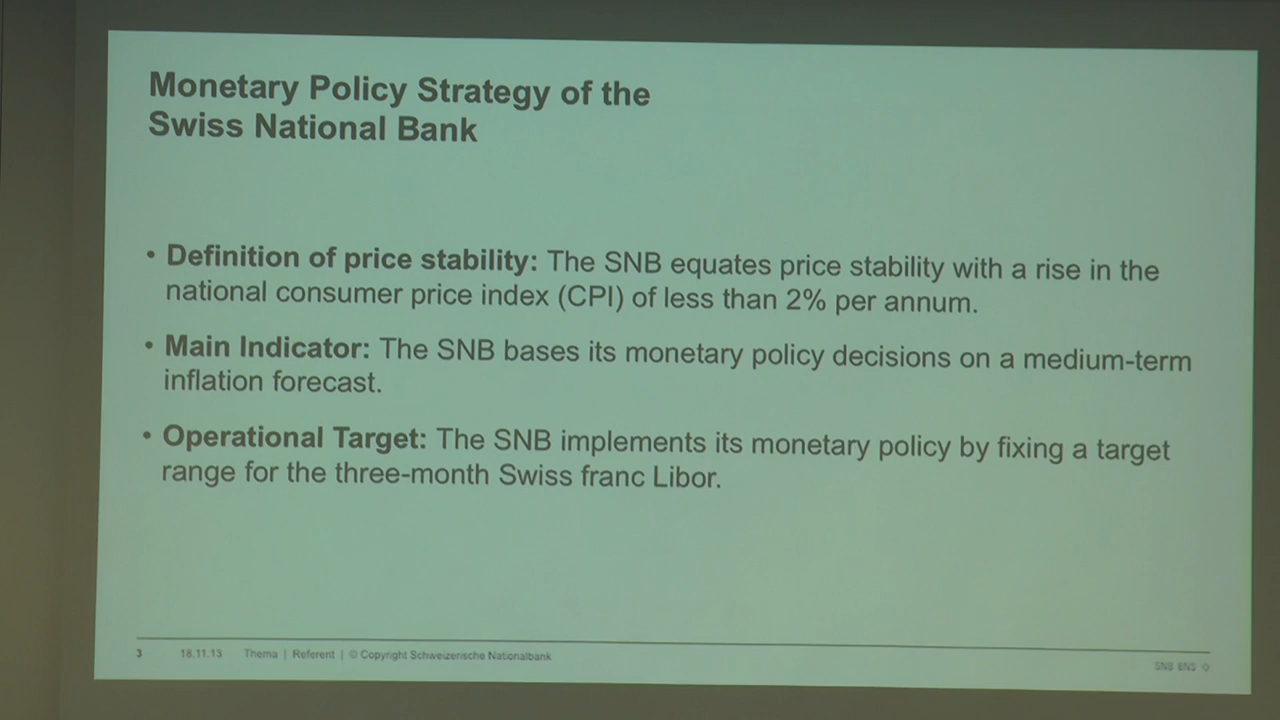 Monetary Policy Strategy of the
Swiss National Bank
• Definition of price stability: The SNB equates price stability with a rise in the
national consumer price index (CPI) of less than 2% per annum.
• Main Indicator: The SNB bases its monetary policy decisions on a medium-term
inflation forecast.
• Operational Target: The SNB implements its monetary policy by fixing a target
range for the three-month Swiss franc Libor.
3 18.11.13 Thema | Referent | © Copyright Schweizerische Nationalbank
SNB BNS